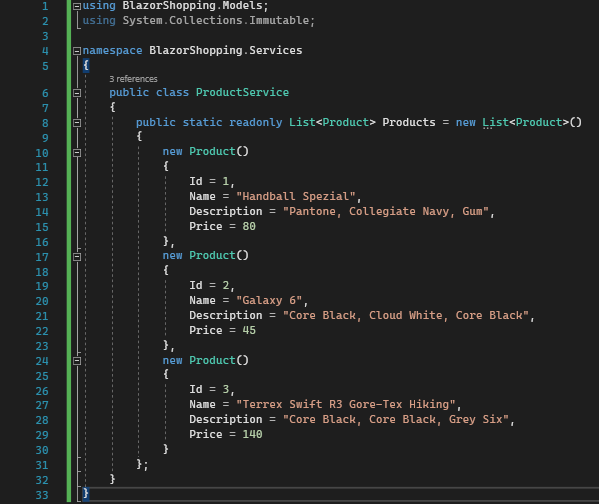 1 using BlazorShopping.Models;
2 using System.Collections.Immutable;
3
4 namespace BlazorShopping.Services
5 {
3 references
6 public class ProductService
7 {
8 public static readonly List<Product> Products = new List<Product>()
9 {
10 new Product()
11 {
12 Id = 1,
13 Name = "Handball Spezial",
14 Description = "Pantone, Collegiate Navy, Gum",
15 Price = 80
16 },
17 new Product()
18 {
19 Id = 2,
20 Name = "Galaxy 6",
21 Description = "Core Black, Cloud White, Core Black",
22 Price = 45
23 },
24 new Product()
25 {
26 Id = 3,
27 Name = "Terrex Swift R3 Gore-Tex Hiking",
28 Description = "Core Black, Core Black, Grey Six",
29 Price = 140
30 }
31 };
32 }
33 }